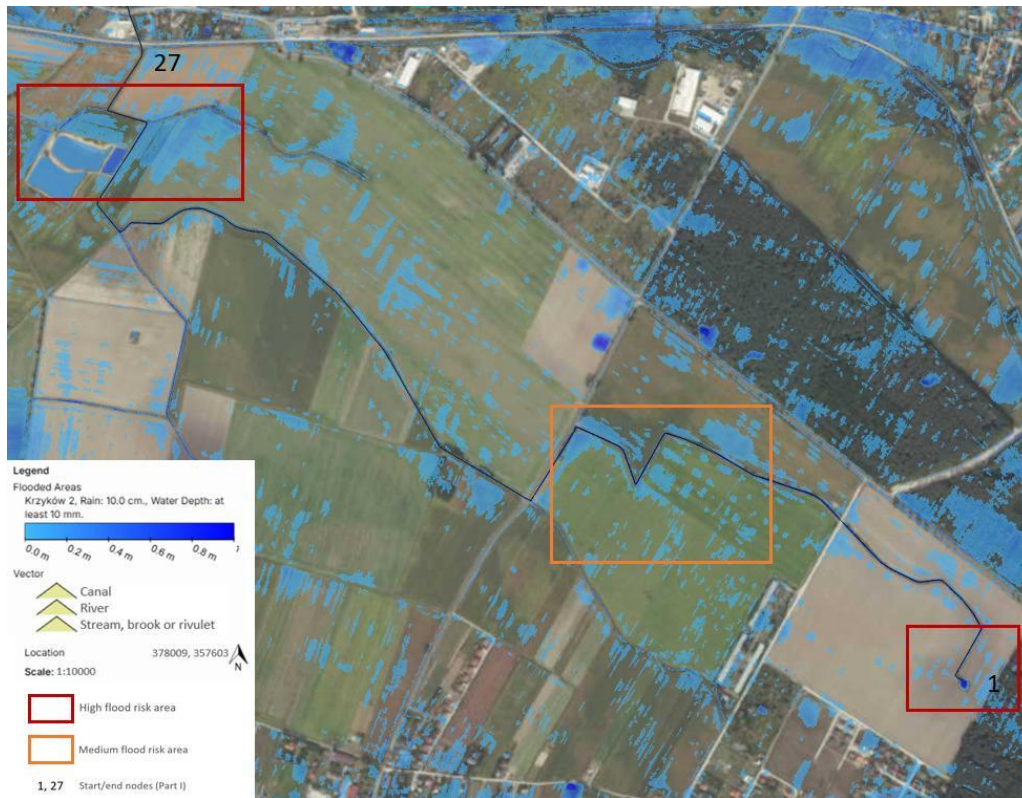 27
1
Legend
Flooded Areas
Krzyków 2, Rain: 10.0 cm., Water Depth: at
least 10 mm.
0.0 m 0.2 m 0.4 m 0.6 m 0.8 m
Vector
Canal
River
Stream, brook or rivulet
Location 378009, 357603
Scale: 1:10000
N
High flood risk area
Medium flood risk area
1, 27 Start/end nodes (Part I)